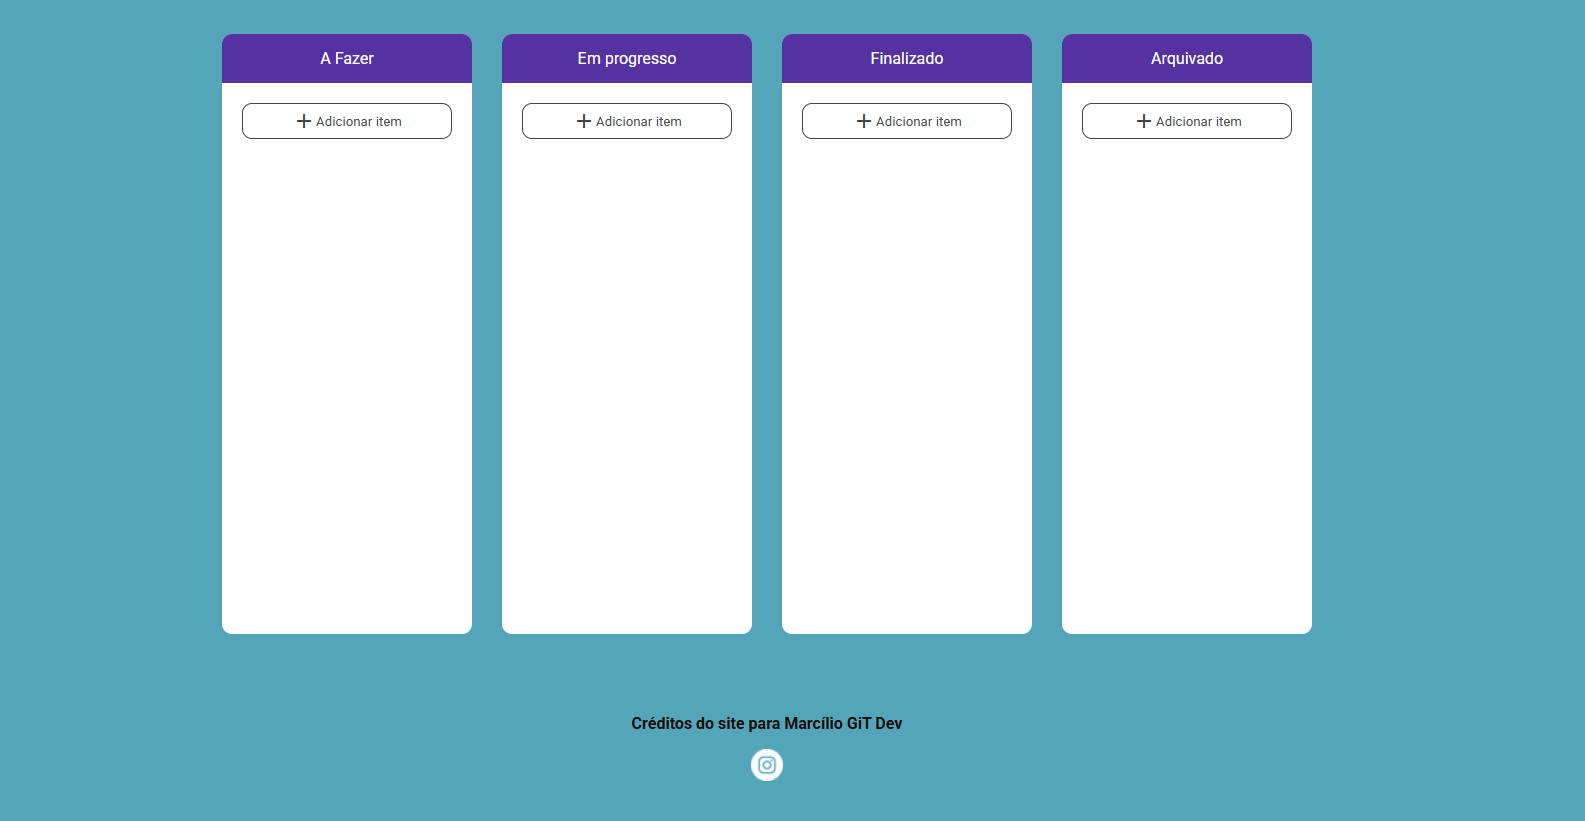 A Fazer
Em progresso
Finalizado
Arquivado
Adicionar item
Adicionar item
Adicionar item
Adicionar item
Créditos do site para Marcílio GiT Dev